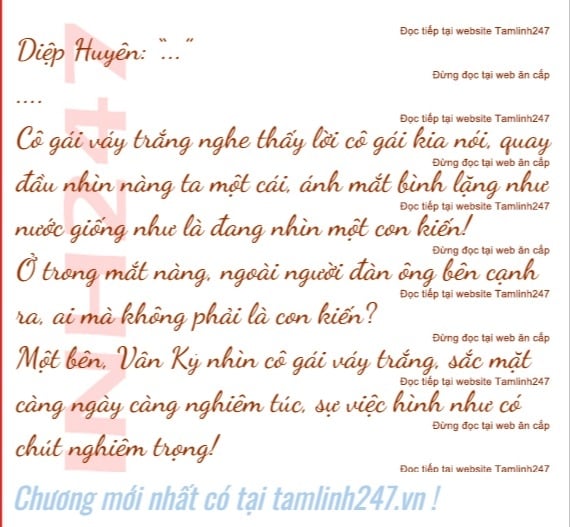 Đọc tiếp tại website Tamlinh247
Diệp Huyên: “...”
Đừng đọc tại web ăn cắp
....
Đọc tiếp tại website Tamlinh247
Cô gái váy trắng nghe thấy lời cô gái kia nói, quay
Đừng đọc tại web ăn cắp
đầu nhìn nàng ta một cái, ánh mắt bình lặng như
Đọc tiếp tại website Tamlinh247
nước giống như là đang nhìn một con kiến!
Đừng đọc tại web ăn cắp
Ở trong mắt nàng, ngoài người đàn ông bên cạnh
Đọc tiếp tại website Tamlinh247
ra, ai mà không phải là con kiến?
Đừng đọc tại web ăn cắp
Một bên, Vân Kỳ nhìn cô gái váy trắng, sắc mặt
Đọc tiếp tại website Tamlinh247
càng ngày càng nghiêm túc, sự việc hình như có
Đừng đọc tại web ăn cắp
chút nghiêm trọng!
Đọc tiếp tại website Tamlinh247
Chương mới nhất có tại tamlinh247.vn !
INH247